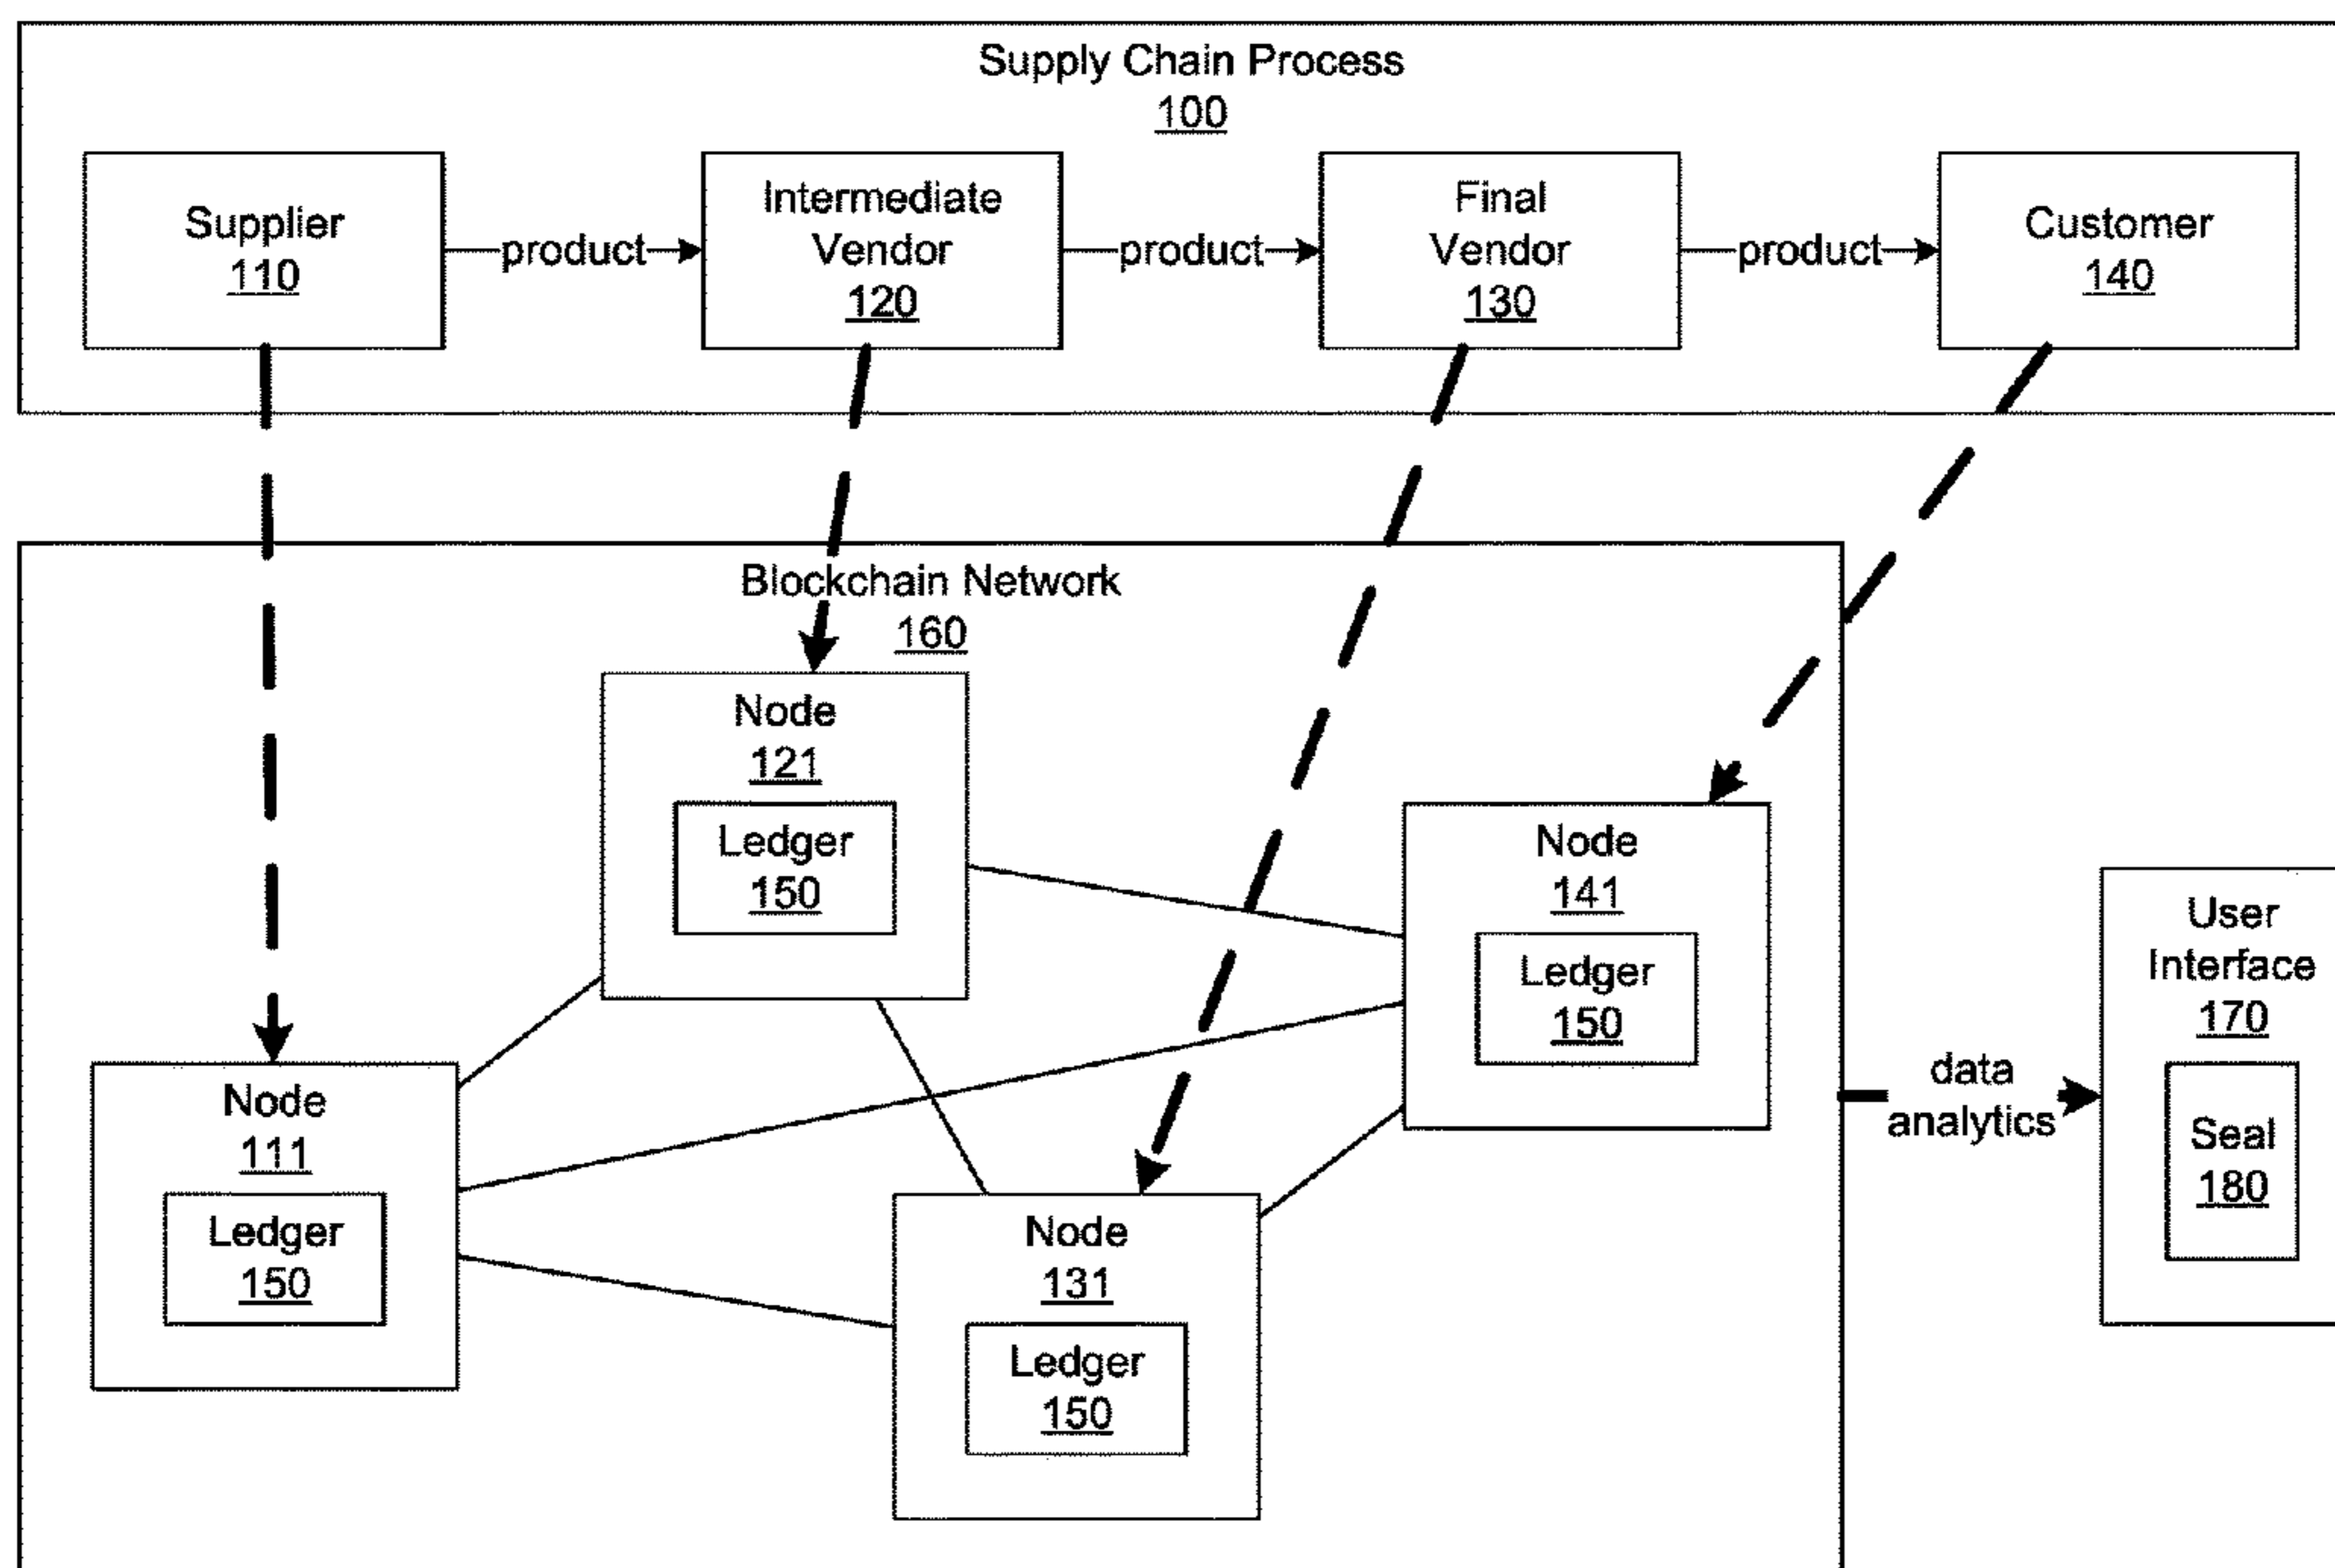 Supply Chain Process
100
Supplier
110
product
Intermediate
Vendor
120
product
Final
Vendor
130
product
Customer
140
Blockchain Network
160
Node
121
Ledger
150
Node
141
Ledger
150
Node
111
Ledger
150
Node
131
Ledger
150
data
analytics
User
Interface
170
Seal
180